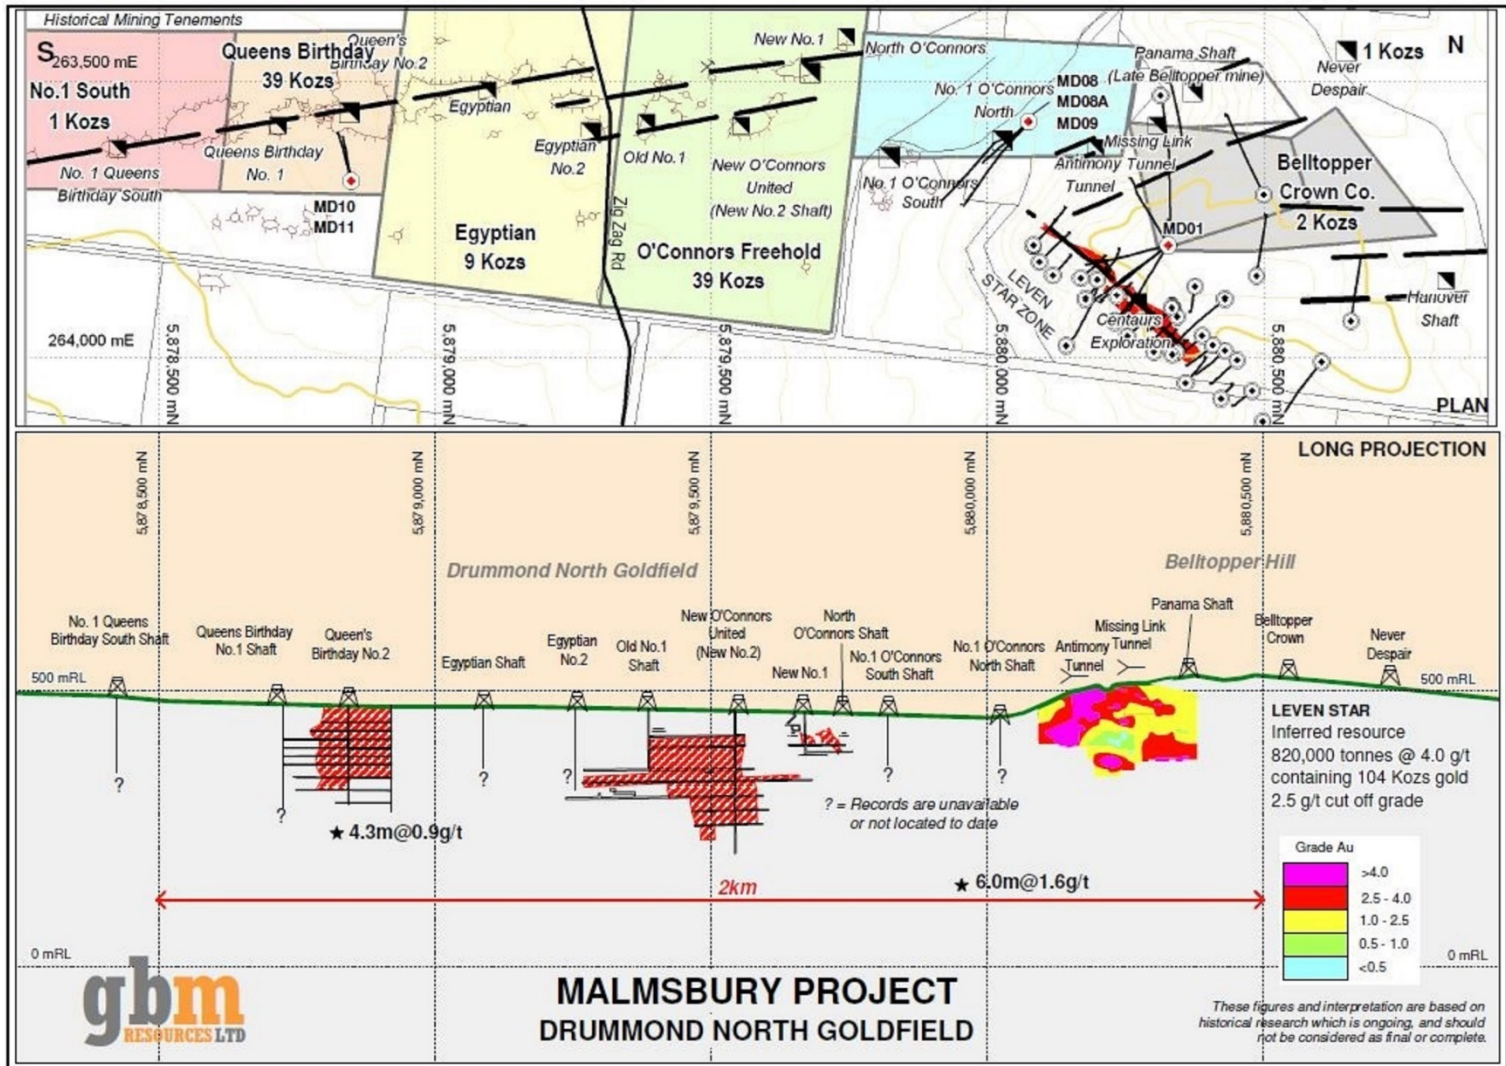 Historical Mining Tenements
S
263,500 mE
No.1 South
1 Kozs
No. 1 Queens
Birthday South
Queens Birthday
39 Kozs
Queen's
Birthday No.2
Queens Birthday
No. 1
MD10
MD11
Egyptian
Egyptian
9 Kozs
Egyptian
No.2
Zig Zag Rd
Old No.1
New No.1
New O'Connors
United
(New No.2 Shaft)
O'Connors Freehold
39 Kozs
North O'Connors
No. 1 O'Connors
North
No.1 O'Connors
South
MD08
MD08A
MD09
Panama Shaft
(Late Belltopper mine)
Missing Link
Tunnel
Antimony
Tunnel
Never
Despair
1 Kozs
N
Belltopper
Crown Co.
2 Kozs
MD01
LEVEN
STAR ZONE
Centaurs
Exploration
Hanover
Shaft
264,000 mE
5,878,500 mN
5,879,000 mN
5,879,500 mN
5,880,000 mN
5,880,500 mN
PLAN
LONG PROJECTION
5,878,500 mN
5,879,000 mN
5,879,500 mN
5,880,000 mN
5,880,500 mN
Drummond North Goldfield
Belltopper Hill
No. 1 Queens
Birthday South Shaft
Queens Birthday
No.1 Shaft
Queen's
Birthday No.2
Egyptian Shaft
Egyptian
No.2
Old No.1
Shaft
New O'Connors
United
(New No.2)
New No.1
North
O'Connors Shaft
No.1 O'Connors
South Shaft
No.1 O'Connors
North Shaft
Antimony
Tunnel
Missing Link
Tunnel
Panama Shaft
Belltopper
Crown
Never
Despair
500 mRL
500 mRL
?
?
?
?
?
?
? = Records are unavailable
or not located to date
LEVEN STAR
Inferred resource
820,000 tonnes @ 4.0 g/t
containing 104 Kozs gold
2.5 g/t cut off grade
★ 4.3m@0.9g/t
★ 6.0m@1.6g/t
2km
Grade Au
>4.0
2.5 - 4.0
1.0 - 2.5
0.5 - 1.0
<0.5
0 mRL
0 mRL
gbm
RESOURCES LTD
MALMSBURY PROJECT
DRUMMOND NORTH GOLDFIELD
These figures and interpretation are based on
historical research which is ongoing, and should
not be considered as final or complete.